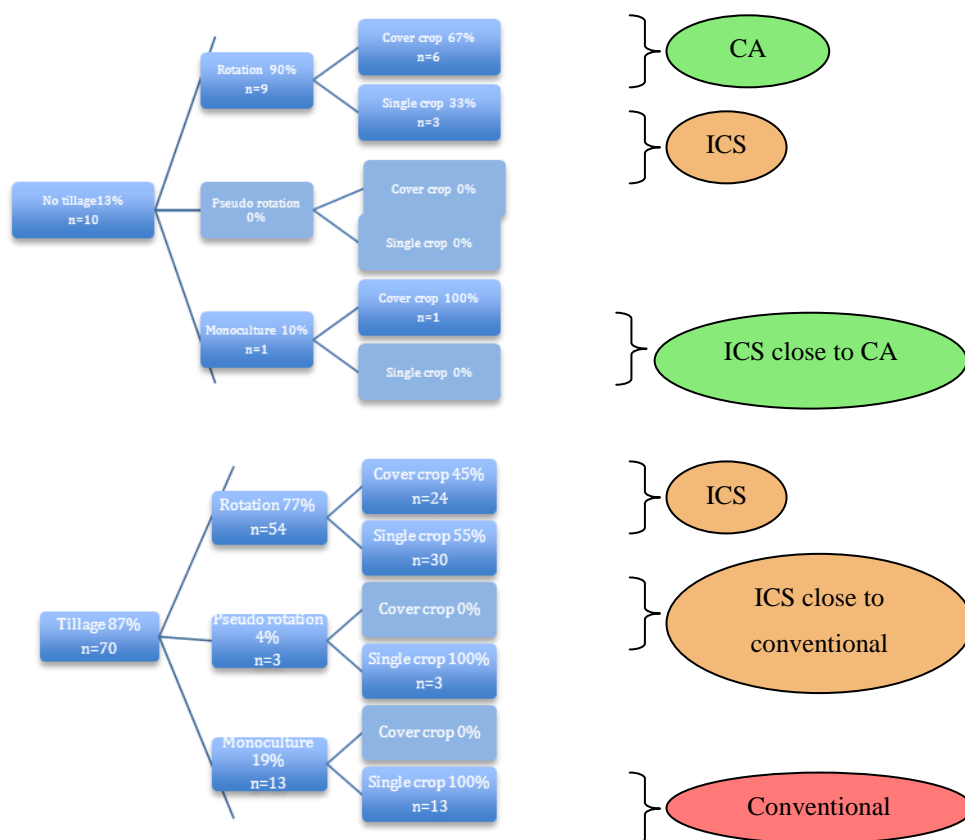 Cover crop 67%
n=6
CA
Rotation 90%
n=9
Single crop 33%
n=3
ICS
Cover crop 0%
No tillage13%
n=10
Pseudo rotation
0%
Single crop 0%
Cover crop 100%
n=1
Monoculture 10%
n=1
ICS close to CA
Single crop 0%
Cover crop 45%
n=24
ICS
Rotation 77%
n=54
Single crop 55%
n=30
Cover crop 0%
ICS close to
conventional
Tillage 87%
n=70
Pseudo rotation
4%
n=3
Single crop 100%
n=3
Cover crop 0%
Monoculture
19%
n=13
Single crop 100%
n=13
Conventional